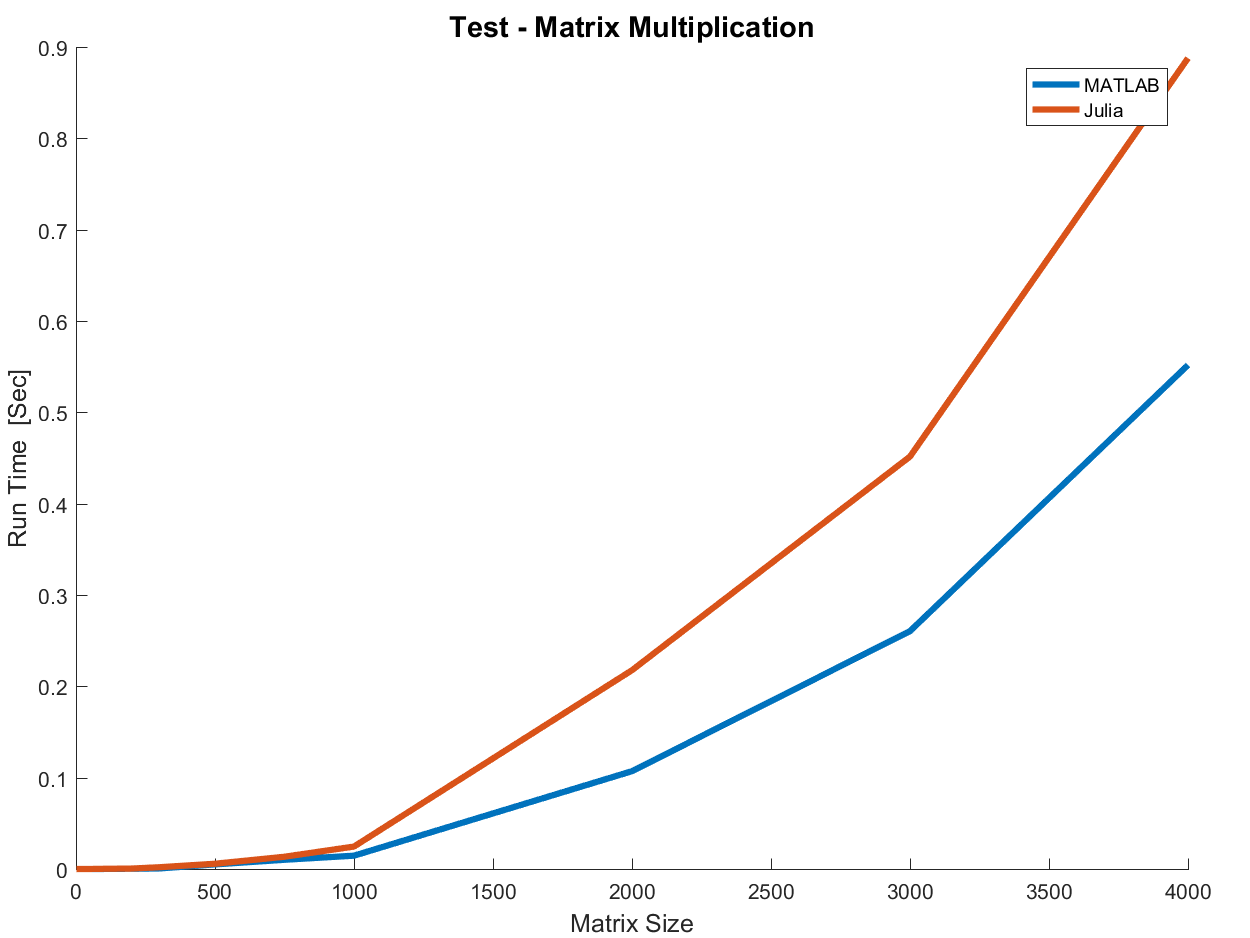 Test - Matrix Multiplication
MATLAB
Julia
0.9
0.8
0.7
0.6
0.5
0.4
0.3
0.2
0.1
0
Run Time [Sec]
0 500 1000 1500 2000 2500 3000 3500 4000
Matrix Size